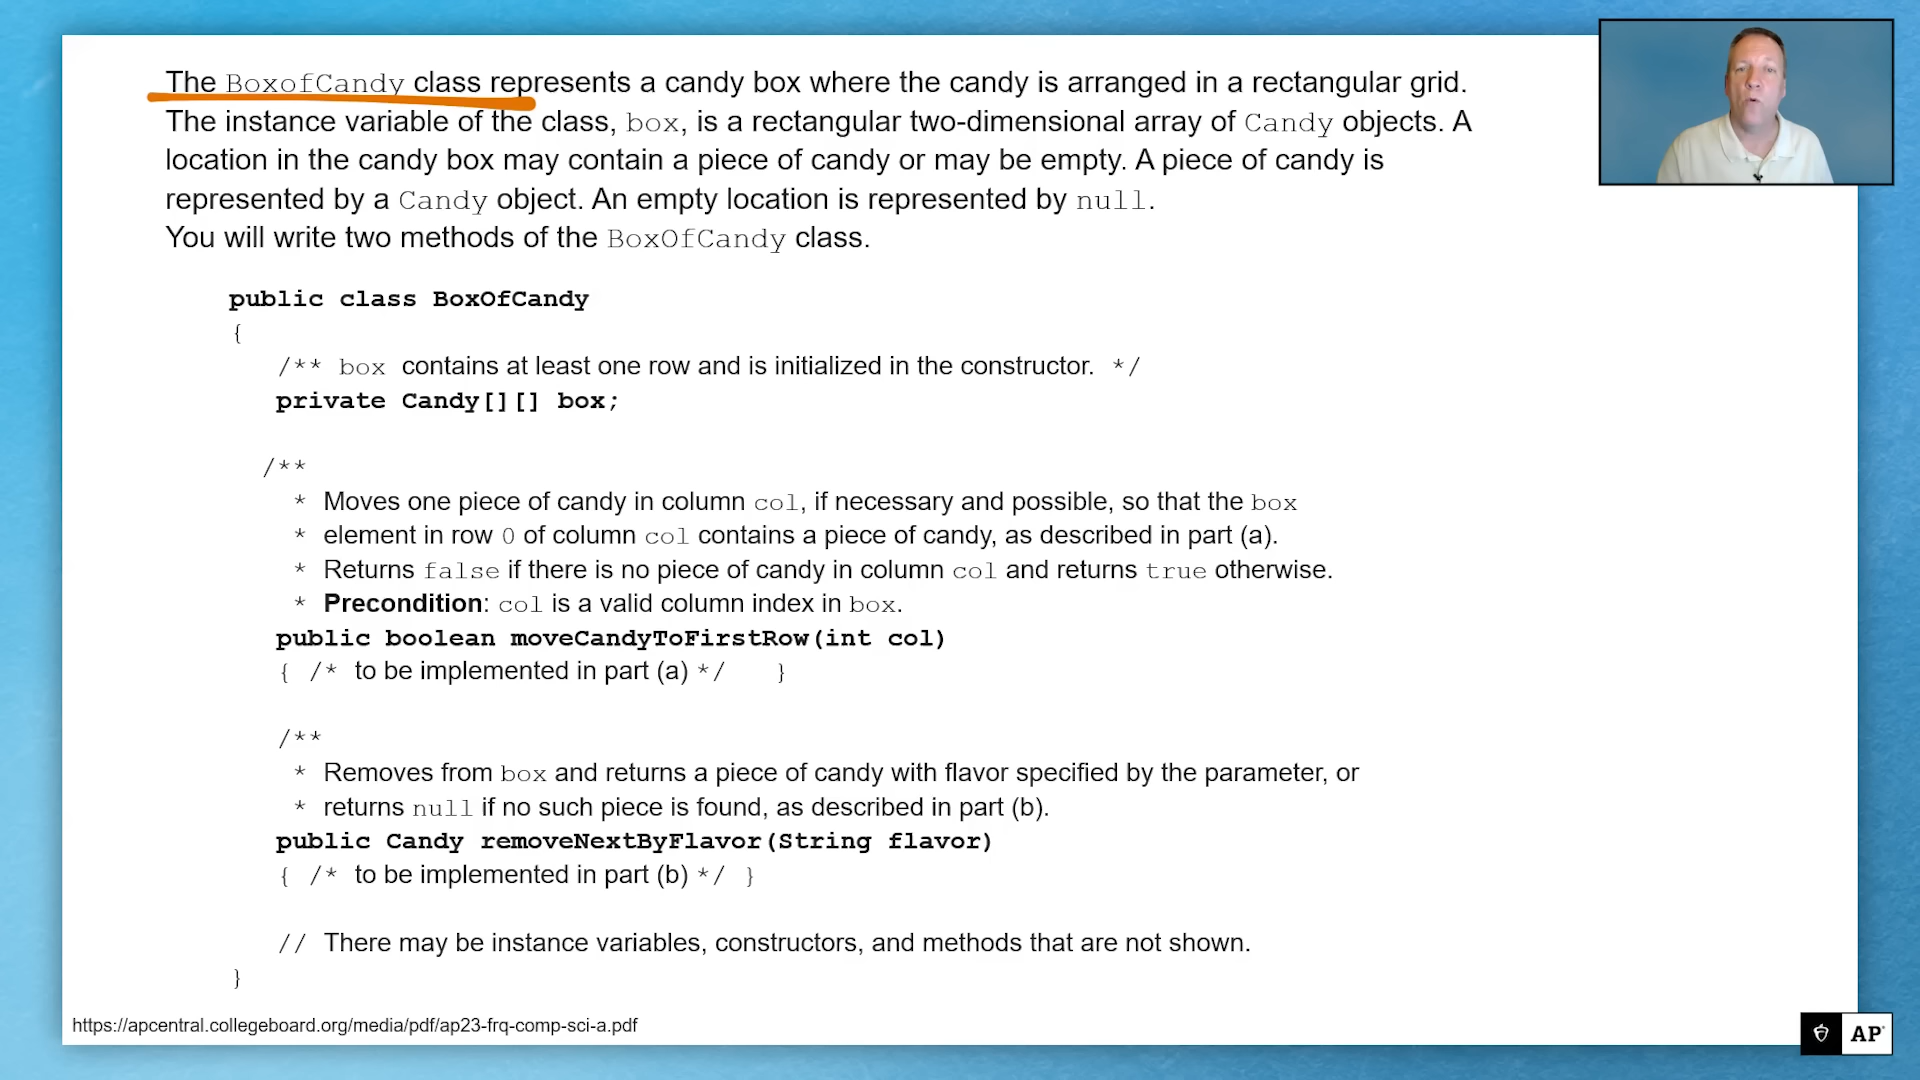 The BoxofCandy class represents a candy box where the candy is arranged in a rectangular grid.
The instance variable of the class, box, is a rectangular two-dimensional array of Candy objects. A
location in the candy box may contain a piece of candy or may be empty. A piece of candy is
represented by a Candy object. An empty location is represented by null.
You will write two methods of the BoxOfCandy class.
public class BoxOfCandy
{
/** box contains at least one row and is initialized in the constructor. */
private Candy[][] box;
/**
* Moves one piece of candy in column col, if necessary and possible, so that the box
* element in row 0 of column col contains a piece of candy, as described in part (a).
* Returns false if there is no piece of candy in column col and returns true otherwise.
* Precondition: col is a valid column index in box.
public boolean moveCandyToFirstRow(int col)
{ /* to be implemented in part (a) */ }
/**
* Removes from box and returns a piece of candy with flavor specified by the parameter, or
* returns null if no such piece is found, as described in part (b).
public Candy removeNextByFlavor(String flavor)
{ /* to be implemented in part (b) */ }
// There may be instance variables, constructors, and methods that are not shown.
}
https://apcentral.collegeboard.org/media/pdf/ap23-frq-comp-sci-a.pdf
AP